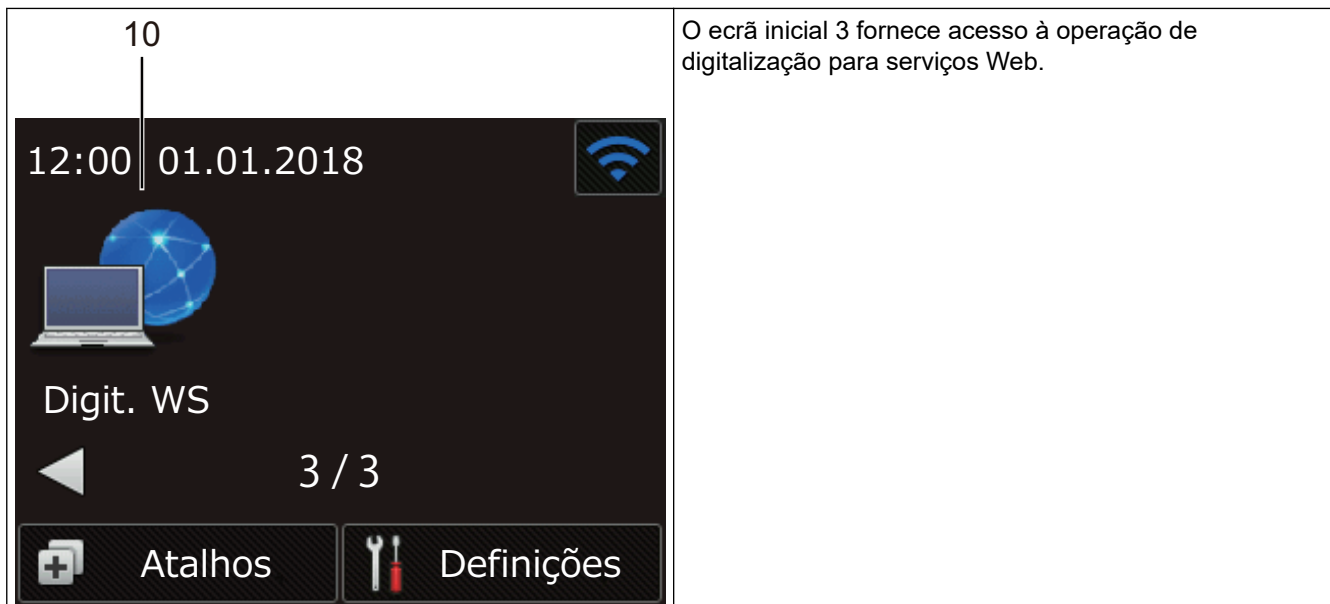 10
O ecrã inicial 3 fornece acesso à operação de
digitalização para serviços Web.
12:00 01.01.2018
Digit. WS
3 / 3
Atalhos
Definições